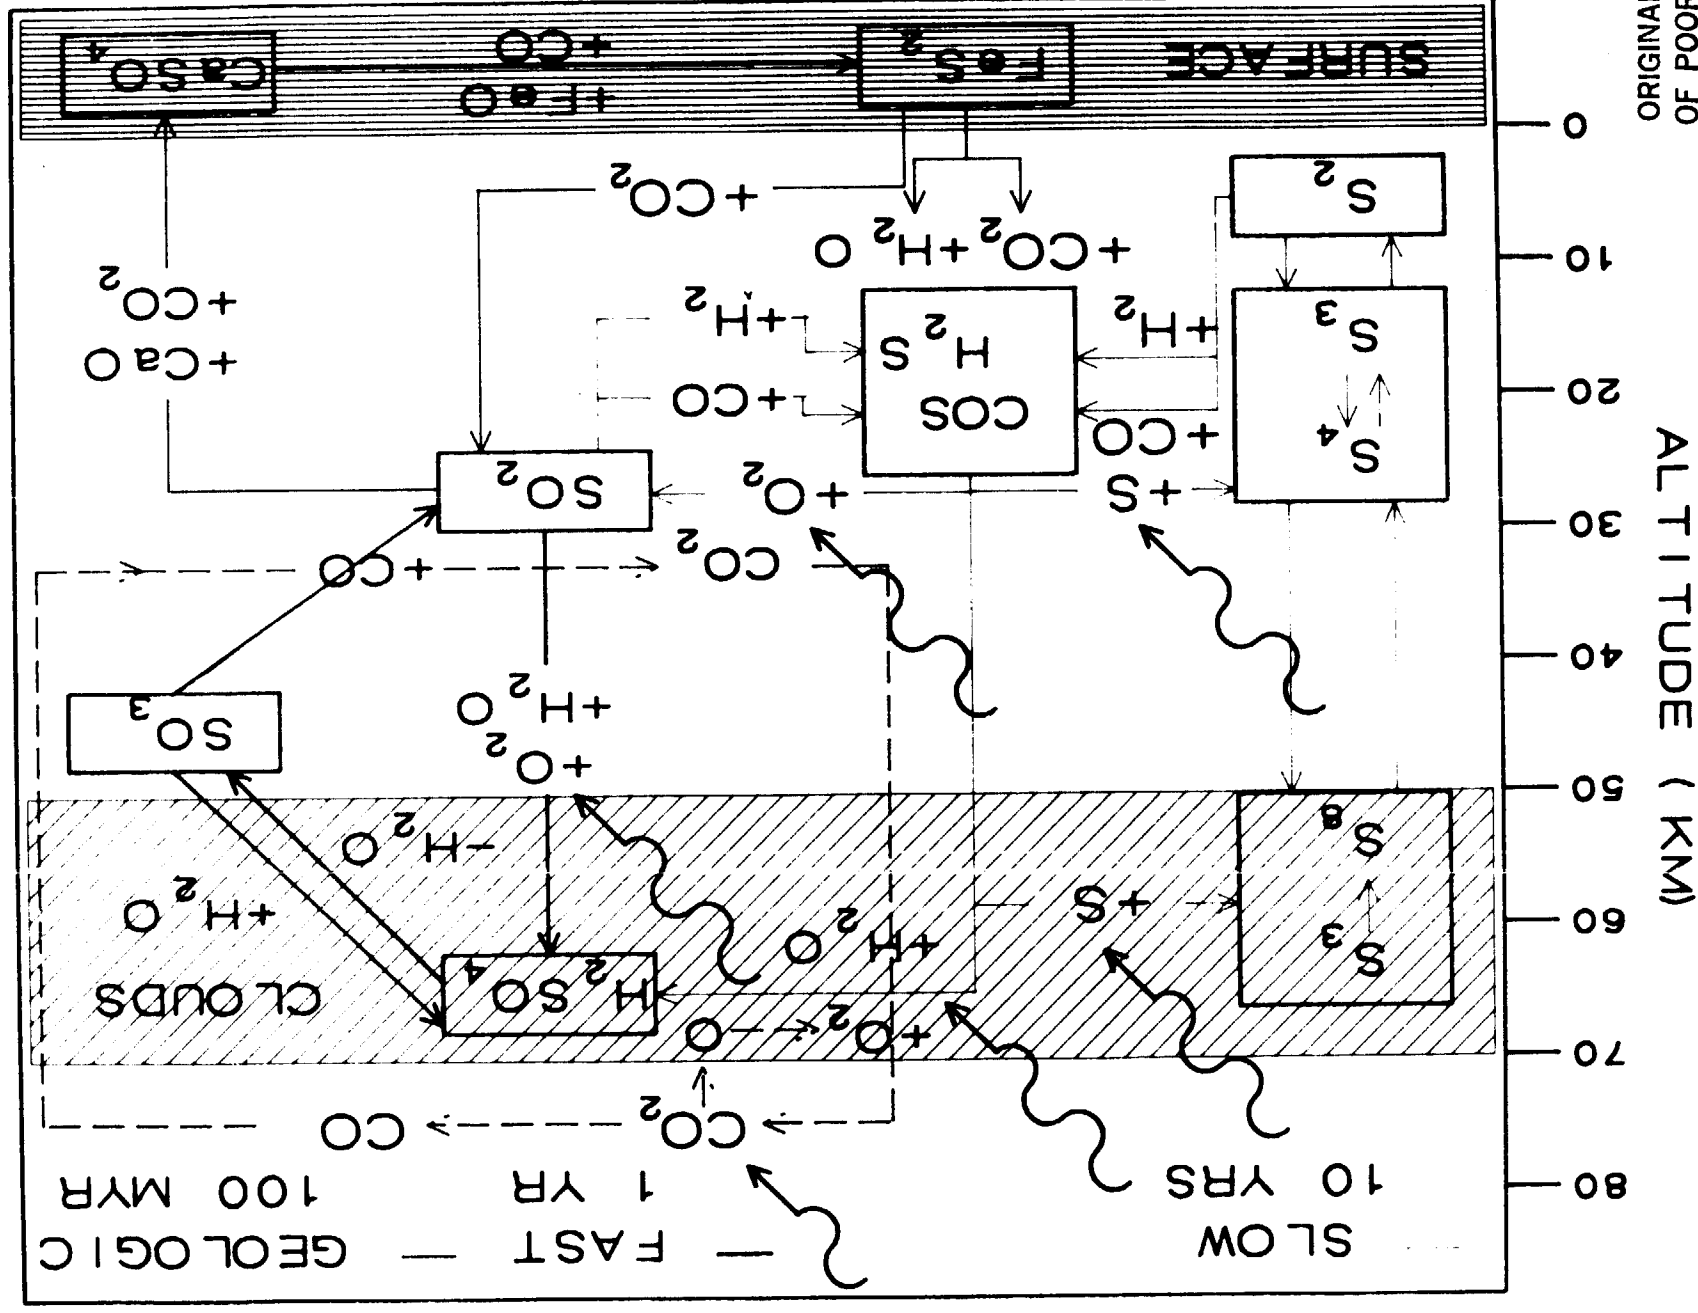 SLOW — FAST — GEOLOGIC
10 YRS 1 YR 100 MYR
80
CO₂ CO
70
+O₂ O
CLOUDS
S₃ H₂SO₄
+H₂O
60
+S
+H₂O
S₈
-H₂O
50
+O₂
SO₃
+H₂O
40
CO₂ +CO
30
+S +O₂ SO₂
S₄ +CO
COS +CO
20
+CaO
S₃ +H₂ H₂S +H₂
+CO₂
10
+CO₂ +H₂O
S₂
+CO₂
0
SURFACE
FeS₂
+FeO
+CO
CaSO₄
ALTITUDE (KM)
ORIGINAL
OF POOR